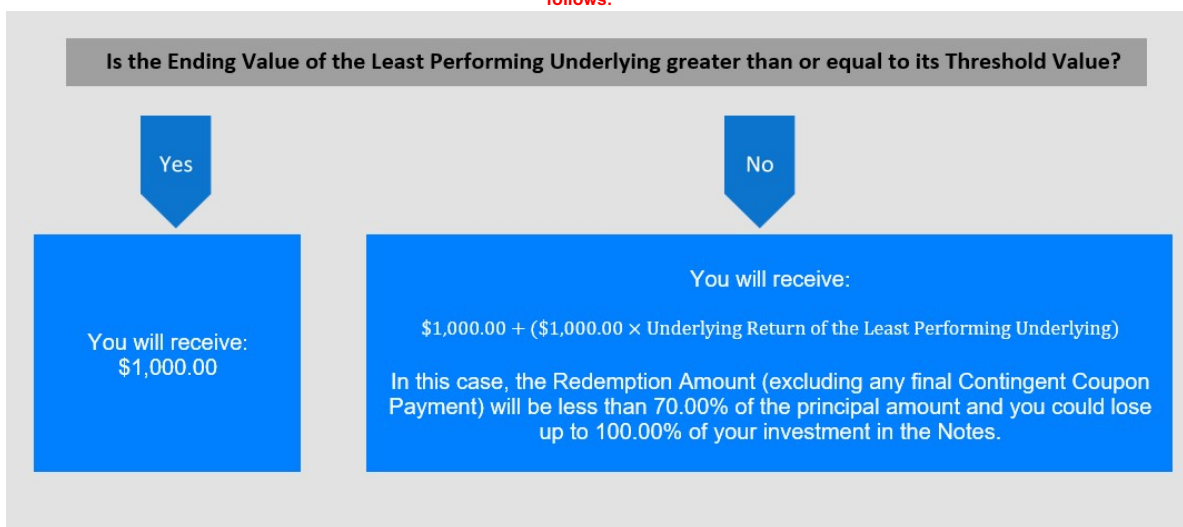 follows:
Is the Ending Value of the Least Performing Underlying greater than or equal to its Threshold Value?
Yes
No
You will receive:
$1,000.00
You will receive:
$1,000.00 + ($1,000.00 × Underlying Return of the Least Performing Underlying)
In this case, the Redemption Amount (excluding any final Contingent Coupon
Payment) will be less than 70.00% of the principal amount and you could lose
up to 100.00% of your investment in the Notes.